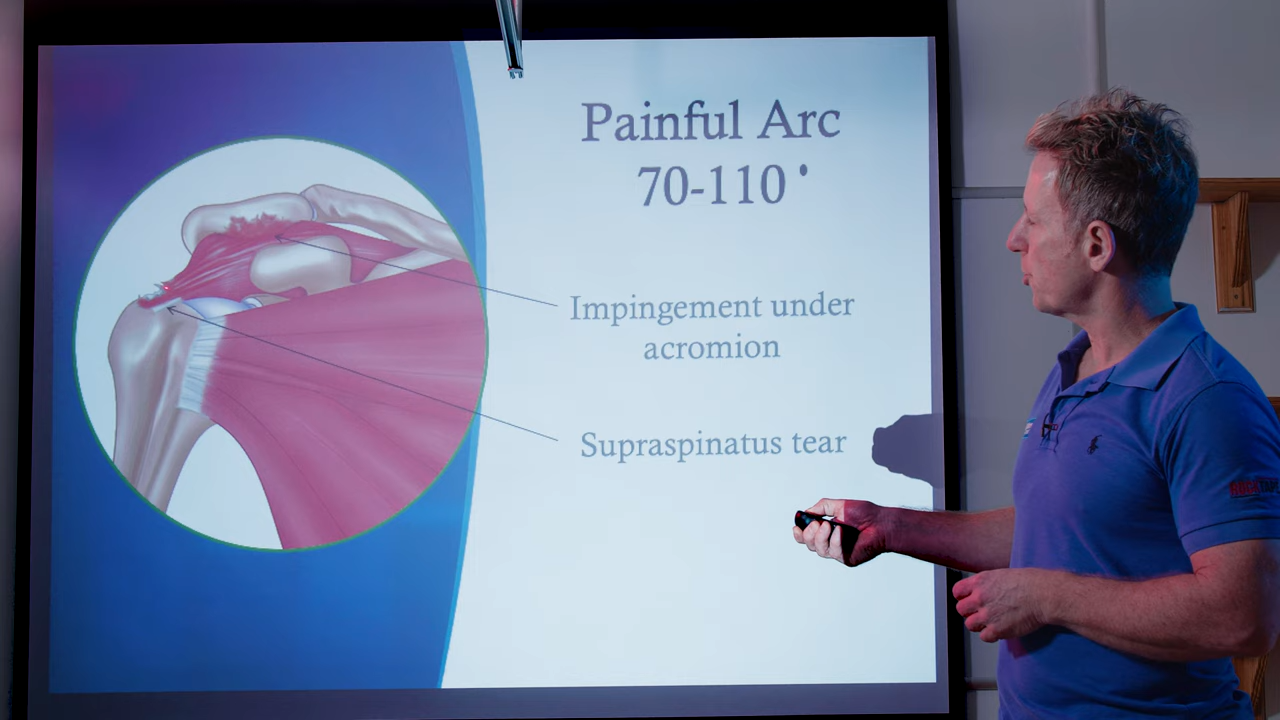 Painful Arc
70-110°
Impingement under
acromion
Supraspinatus tear